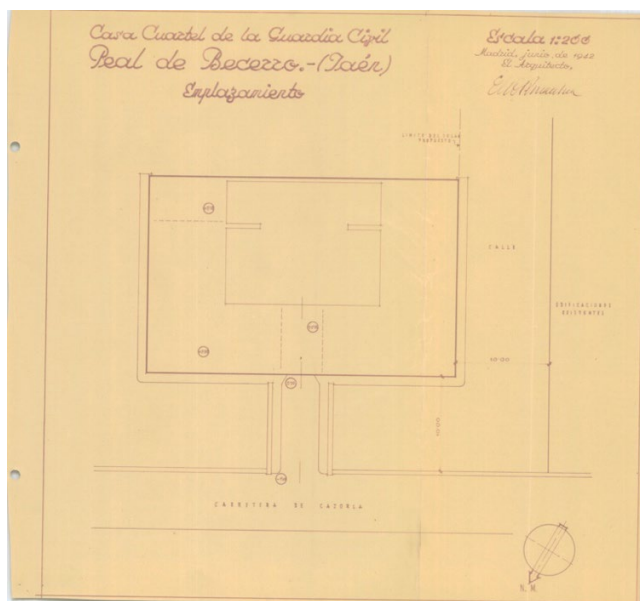 Casa Cuartel de la Guardia Civil
Peal de Becerro.-(Jaén)
Emplazamiento
Escala 1:200
Madrid, junio de 1942
El Arquitecto,
LIMITE DEL SOLAR
CALLE
EDIFICACIONES
EXISTENTES
CARRETERA DE CAZORLA
N. M.